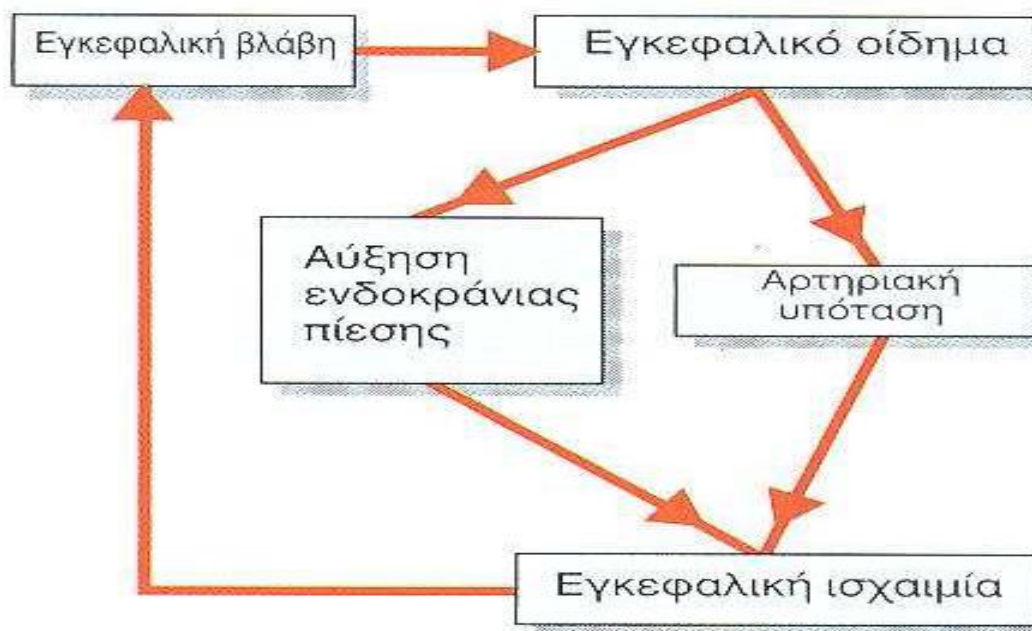 Εγκεφαλική βλάβη
Εγκεφαλικό οίδημα
Αύξηση
ενδοκράνιας
πίεσης
Αρτηριακή
υπόταση
Εγκεφαλική ισχαιμία